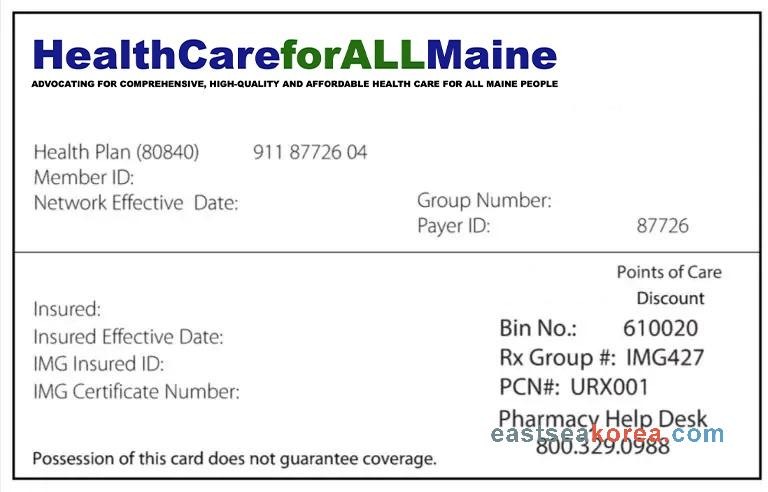 HealthCareforALLMaine
ADVOCATING FOR COMPREHENSIVE, HIGH-QUALITY AND AFFORDABLE HEALTH CARE FOR ALL MAINE PEOPLE
Health Plan (80840) 911 87726 04
Member ID:
Network Effective Date:
Group Number:
Payer ID: 87726
Points of Care
Discount
Insured:
Insured Effective Date:
IMG Insured ID:
IMG Certificate Number:
Bin No.: 610020
Rx Group #: IMG427
PCN#: URX001
Pharmacy Help Desk
800.329.0988
eastseakorea.com
Possession of this card does not guarantee coverage.